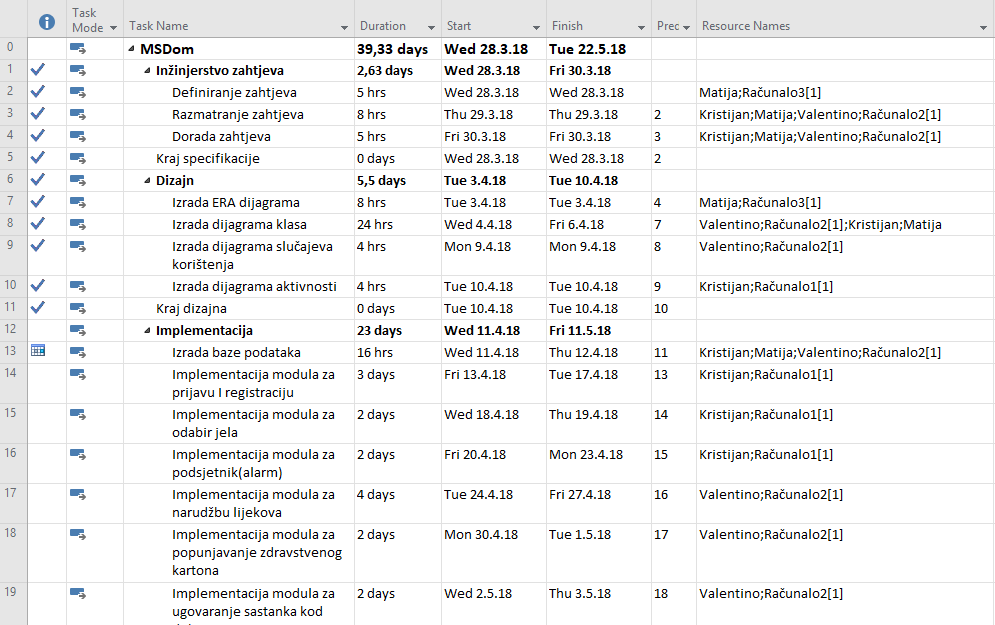 Task Mode Task Name Duration Start Finish Prec Resource Names
0 MSDom 39,33 days Wed 28.3.18 Tue 22.5.18
1 Inžinjerstvo zahtjeva 2,63 days Wed 28.3.18 Fri 30.3.18
2 Definiranje zahtjeva 5 hrs Wed 28.3.18 Wed 28.3.18 Matija;Računalo3[1]
3 Razmatranje zahtjeva 8 hrs Thu 29.3.18 Thu 29.3.18 2 Kristijan;Matija;Valentino;Računalo2[1]
4 Dorada zahtjeva 5 hrs Fri 30.3.18 Fri 30.3.18 3 Kristijan;Matija;Valentino;Računalo2[1]
5 Kraj specifikacije 0 days Wed 28.3.18 Wed 28.3.18 2
6 Dizajn 5,5 days Tue 3.4.18 Tue 10.4.18
7 Izrada ERA dijagrama 8 hrs Tue 3.4.18 Tue 3.4.18 4 Matija;Računalo3[1]
8 Izrada dijagrama klasa 24 hrs Wed 4.4.18 Fri 6.4.18 7 Valentino;Računalo2[1];Kristijan;Matija
9 Izrada dijagrama slučajeva 4 hrs Mon 9.4.18 Mon 9.4.18 8 Valentino;Računalo2[1]
korištenja
10 Izrada dijagrama aktivnosti 4 hrs Tue 10.4.18 Tue 10.4.18 9 Kristijan;Računalo1[1]
11 Kraj dizajna 0 days Tue 10.4.18 Tue 10.4.18 10
12 Implementacija 23 days Wed 11.4.18 Fri 11.5.18
13 Izrada baze podataka 16 hrs Wed 11.4.18 Thu 12.4.18 11 Kristijan;Matija;Valentino;Računalo2[1]
14 Implementacija modula za 3 days Fri 13.4.18 Tue 17.4.18 13 Kristijan;Računalo1[1]
prijavu I registraciju
15 Implementacija modula za 2 days Wed 18.4.18 Thu 19.4.18 14 Kristijan;Računalo1[1]
odabir jela
16 Implementacija modula za 2 days Fri 20.4.18 Mon 23.4.18 15 Kristijan;Računalo1[1]
podsjetnik(alarm)
17 Implementacija modula za 4 days Tue 24.4.18 Fri 27.4.18 16 Valentino;Računalo2[1]
narudžbu lijekova
18 Implementacija modula za 2 days Mon 30.4.18 Tue 1.5.18 17 Valentino;Računalo2[1]
popunjavanje zdravstvenog
kartona
19 Implementacija modula za 2 days Wed 2.5.18 Thu 3.5.18 18 Valentino;Računalo2[1]
ugovaranje sastanka kod